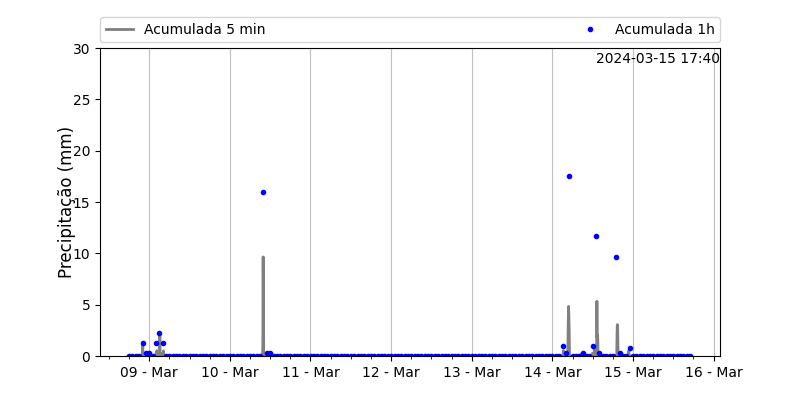 Acumulada 5 min
Acumulada 1h
2024-03-15 17:40
Precipitação (mm)
30
25
20
15
10
5
0
09 - Mar
10 - Mar
11 - Mar
12 - Mar
13 - Mar
14 - Mar
15 - Mar
16 - Mar